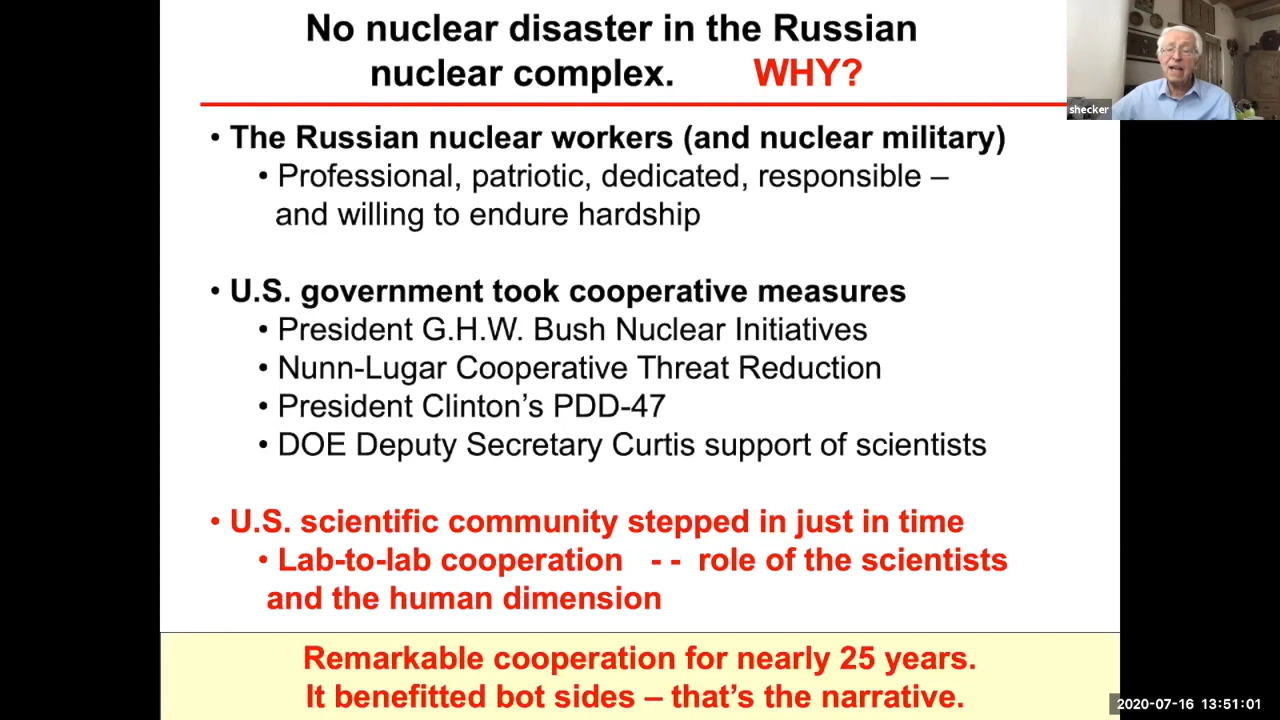 No nuclear disaster in the Russian
nuclear complex. WHY?
shecker
• The Russian nuclear workers (and nuclear military)
• Professional, patriotic, dedicated, responsible –
and willing to endure hardship
• U.S. government took cooperative measures
• President G.H.W. Bush Nuclear Initiatives
• Nunn-Lugar Cooperative Threat Reduction
• President Clinton’s PDD-47
• DOE Deputy Secretary Curtis support of scientists
• U.S. scientific community stepped in just in time
• Lab-to-lab cooperation -- role of the scientists
and the human dimension
Remarkable cooperation for nearly 25 years.
It benefitted bot sides – that’s the narrative.
2020-07-16 13:51:01